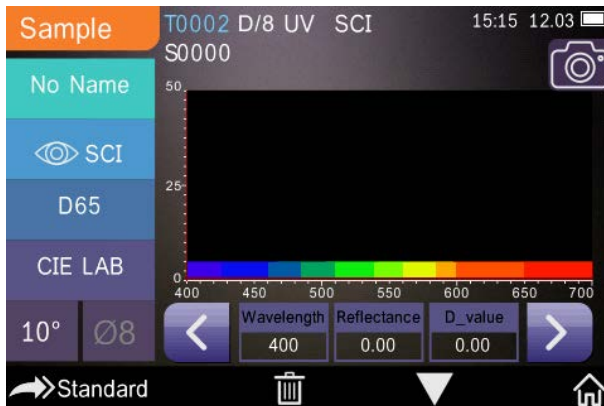 Sample
T0002 D/8 UV SCI
15:15 12.03
S0000
No Name
SCI
D65
CIE LAB
10° Ø8
50
25
0
400 450 500 550 600 650 700
Wavelength Reflectance D_value
400 0.00 0.00
Standard